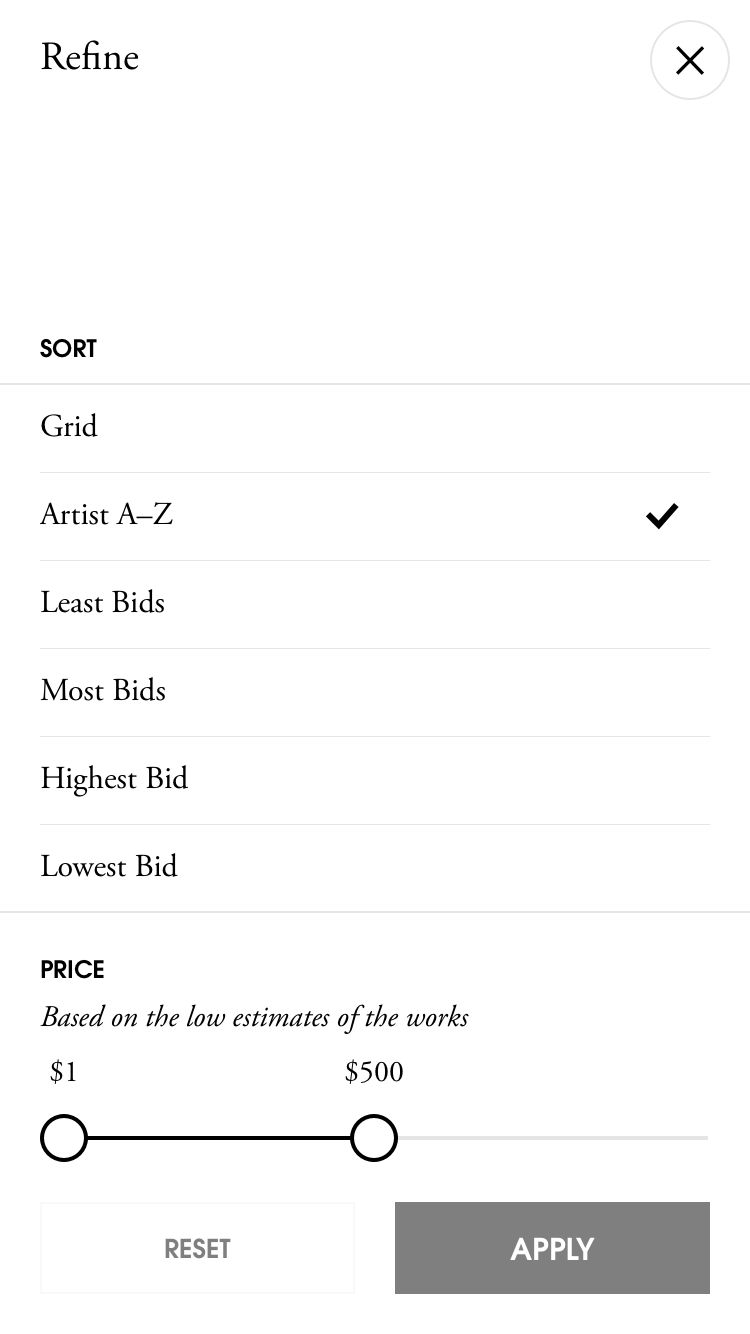 Refine
SORT
Grid
Artist A–Z
Least Bids
Most Bids
Highest Bid
Lowest Bid
PRICE
Based on the low estimates of the works
$1 $500
RESET APPLY